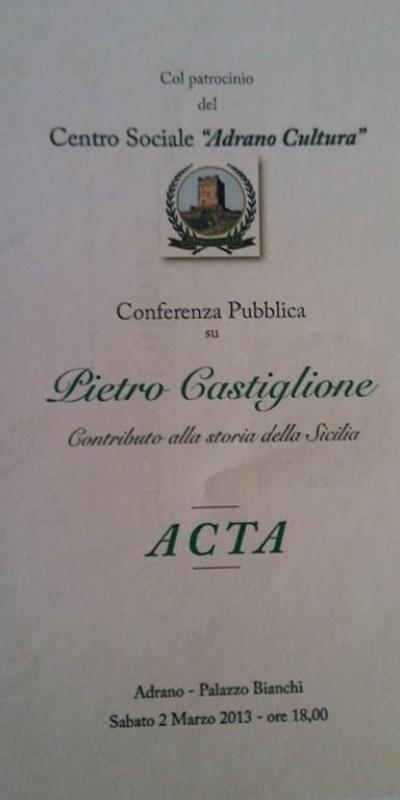 Col patrocinio
del
Centro Sociale "Adrano Cultura"
Conferenza Pubblica
su
Pietro Castiglione
Contributo alla storia della Sicilia
ACTA
Adrano - Palazzo Bianchi
Sabato 2 Marzo 2013 - ore 18,00